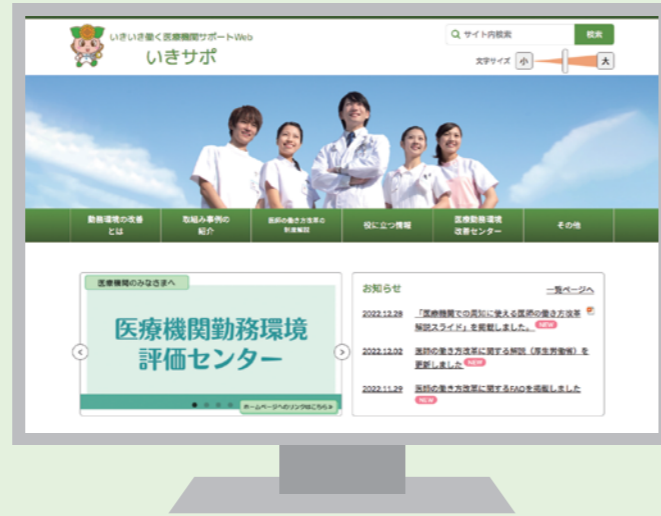 いきいき働く医療機関サポートWeb
いきサポ
サイト内検索
検索
文字サイズ 小 大
勤務環境の改善
とは
取組み事例の
紹介
医師の働き方改革の
制度解説
役に立つ情報
医療勤務環境
改善センター
その他
医療機関のみなさまへ
医療機関勤務環境
評価センター
ホームページへのリンクはこちら≫
お知らせ
一覧ページへ
2022.12.28 「医療機関での周知に使える医師の働き方改革
解説スライド」を掲載しました。 NEW
2022.12.02 医師の働き方改革に関する解説（厚生労働省）を
更新しました NEW
2022.11.29 医師の働き方改革に関するFAQを掲載しました
NEW